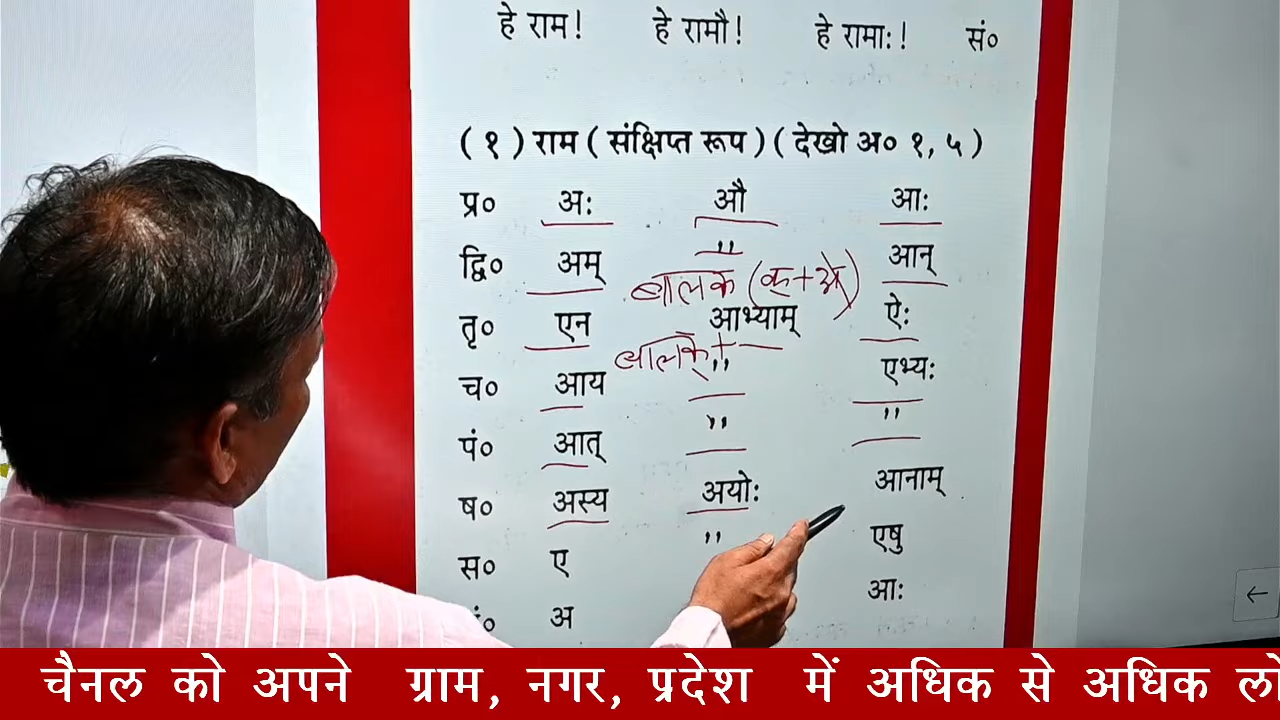 हे राम! हे रामौ! हे रामाः! सं०
(१) राम (संक्षिप्त रूप) (देखो अ० १, ५)
प्र० अः औ आः
द्वि० अम् " आन्
बालक (क्+अ)
तृ० एन आभ्याम् ऐः
बालक्+
च० आय " एभ्यः
पं० आत् " "
ष० अस्य अयोः आनाम्
स० ए " एषु
अ आः
चैनल को अपने ग्राम, नगर, प्रदेश में अधिक से अधिक लो